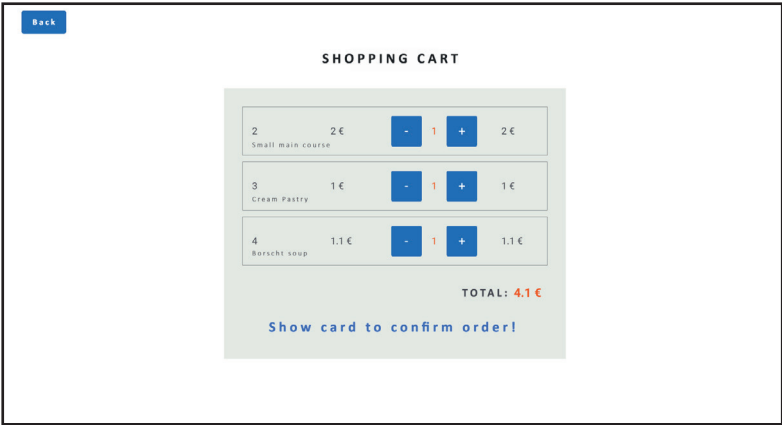 Back
SHOPPING CART
2 2 € - 1 + 2 €
Small main course
3 1 € - 1 + 1 €
Cream Pastry
4 1.1 € - 1 + 1.1 €
Borscht soup
TOTAL: 4.1 €
Show card to confirm order!